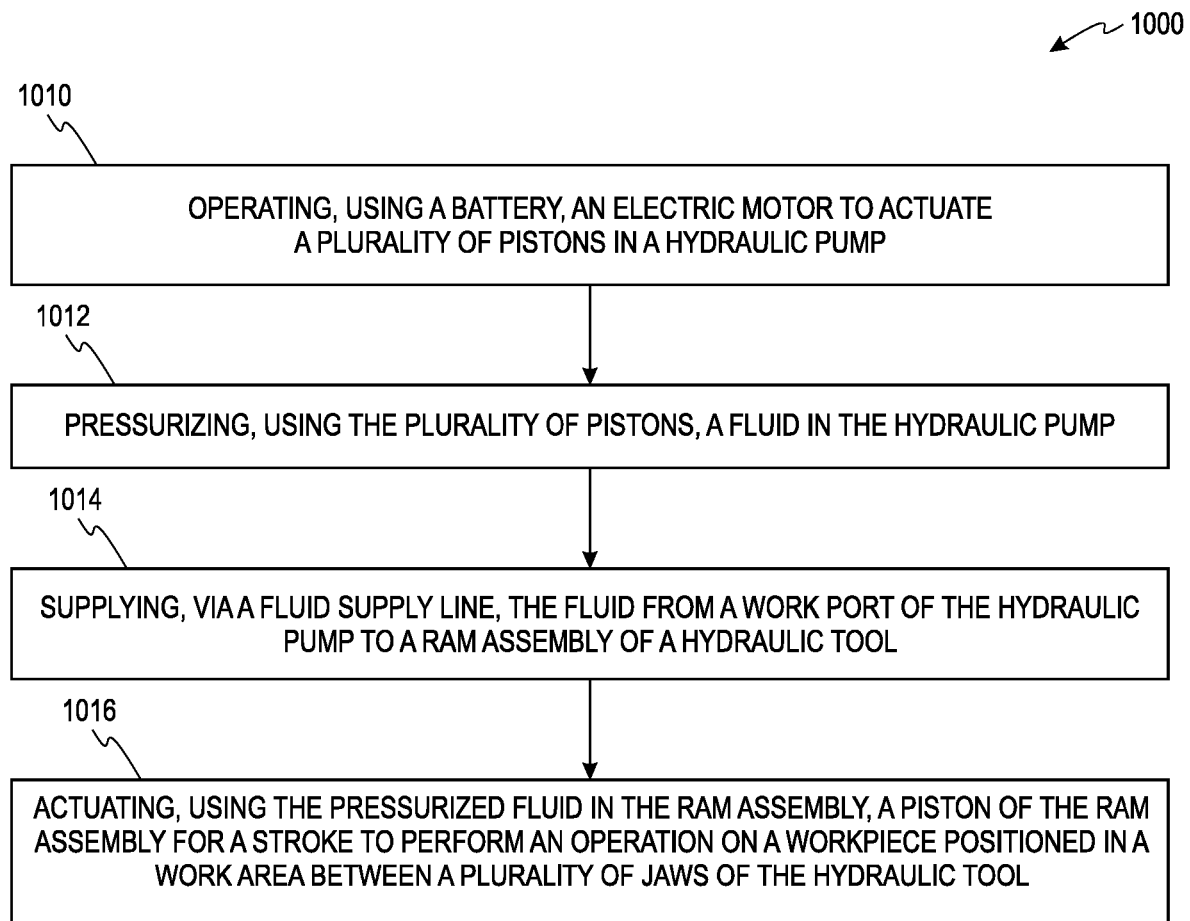 1000
1010
OPERATING, USING A BATTERY, AN ELECTRIC MOTOR TO ACTUATE
A PLURALITY OF PISTONS IN A HYDRAULIC PUMP
1012
PRESSURIZING, USING THE PLURALITY OF PISTONS, A FLUID IN THE HYDRAULIC PUMP
1014
SUPPLYING, VIA A FLUID SUPPLY LINE, THE FLUID FROM A WORK PORT OF THE HYDRAULIC
PUMP TO A RAM ASSEMBLY OF A HYDRAULIC TOOL
1016
ACTUATING, USING THE PRESSURIZED FLUID IN THE RAM ASSEMBLY, A PISTON OF THE RAM
ASSEMBLY FOR A STROKE TO PERFORM AN OPERATION ON A WORKPIECE POSITIONED IN A
WORK AREA BETWEEN A PLURALITY OF JAWS OF THE HYDRAULIC TOOL